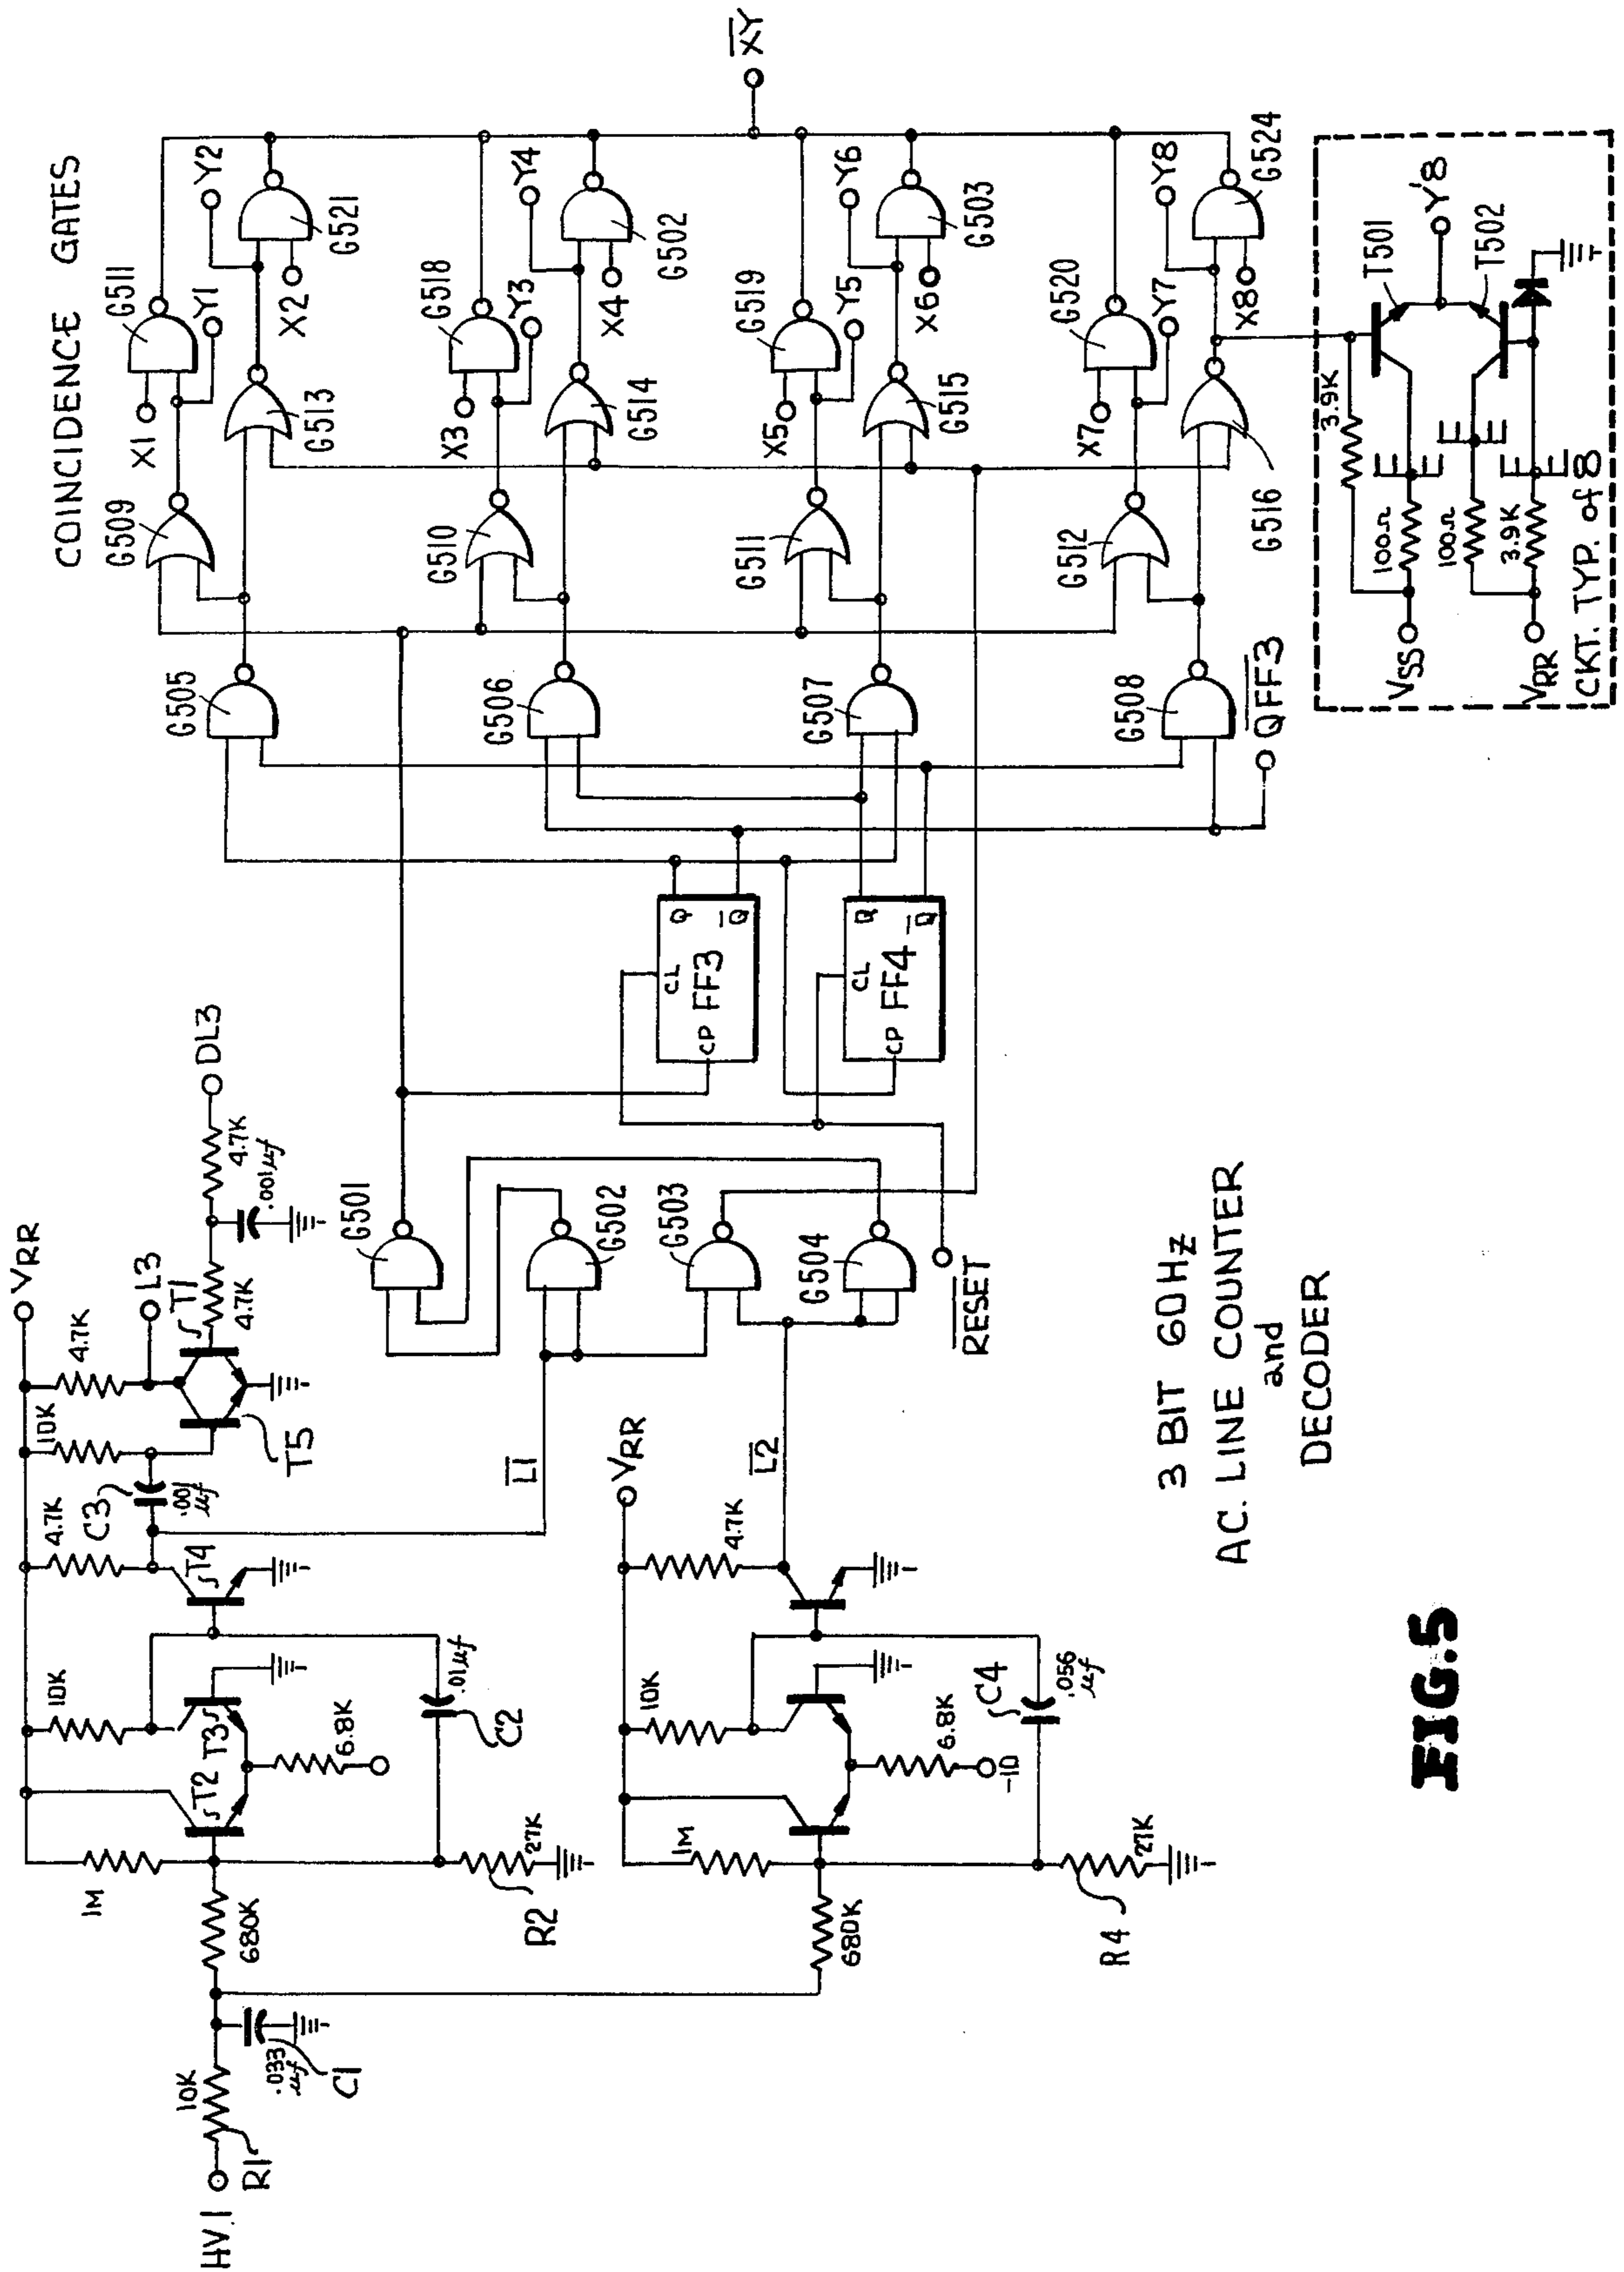 COINCIDENCE GATES
G511
G518
G519
G520
Y2
Y4
Y6
Y8
X1
Y1
X2
G521
X3
Y3
X4
G502
X5
Y5
X6
G503
X7
Y7
X8
G524
XY
G509
G513
G510
G514
G511
G515
G512
G516
G505
G506
G507
G508
QFF3
Q
Q
CL
CP
FF3
Q
Q
CL
CP
FF4
G501
G502
G503
G504
RESET
VRR
4.7K
L3
T1
4.7K
4.7K
.001µf
DL3
10K
T5
4.7K
C3
.001
µf
T4
L1
10K
T2
T3
6.8K
C2
.01µf
1M
680K
R2
27K
HV.1
10K
R1
.033
µf
C1
VRR
4.7K
L2
10K
6.8K
-10
C4
.056
µf
1M
680K
R4
27K
3.9K
T501
Y'8
T502
100Ω
E
E
100Ω
E
E
3.9K
E
E
VSS
VRR
CKT. TYP. of 8
3 BIT 60Hz
A.C. LINE COUNTER
and
DECODER
FIG.5